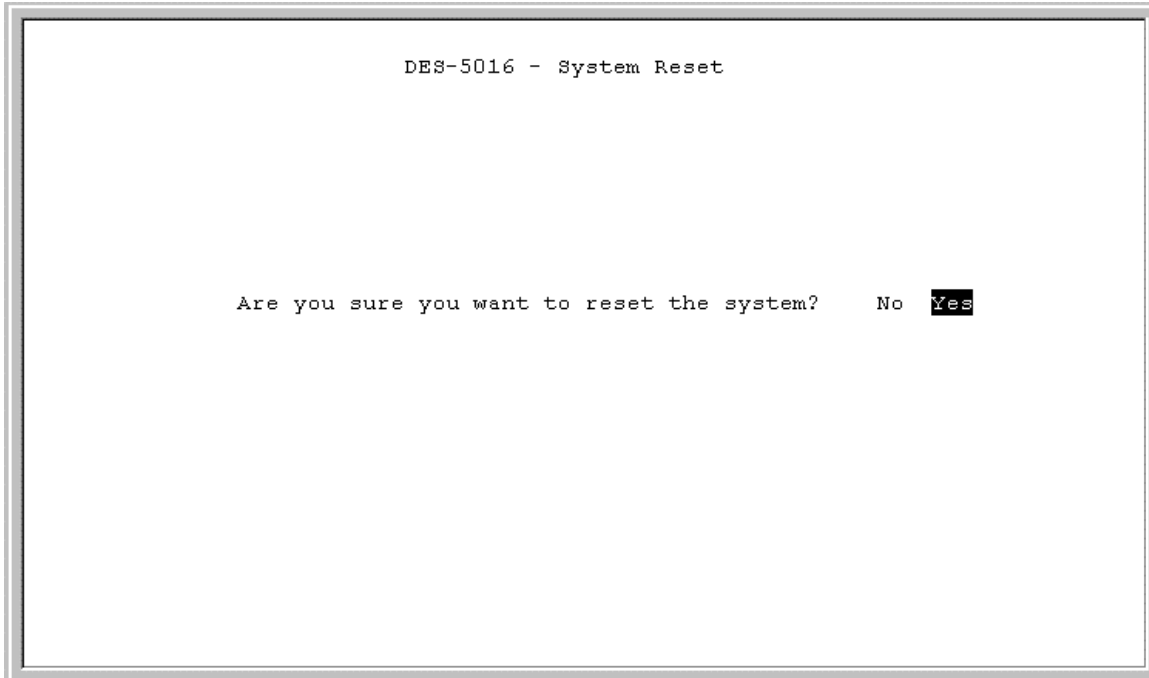 DES-5016 - System Reset
Are you sure you want to reset the system? No Yes